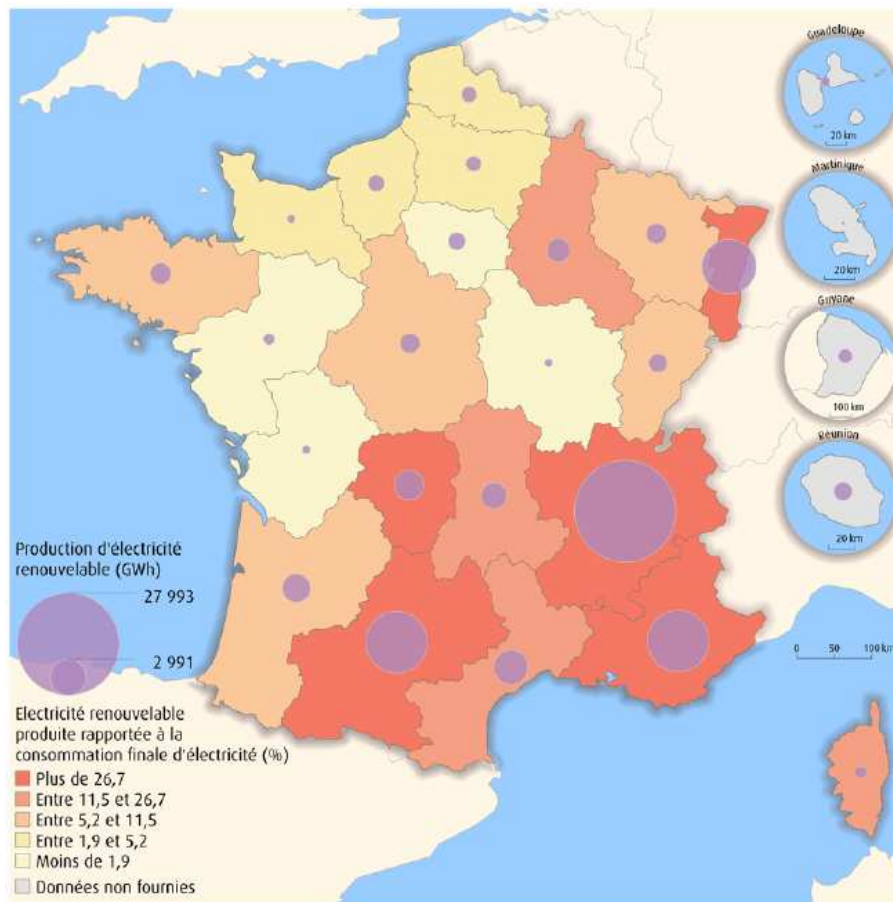 Guadeloupe
20 km
Martinique
20 km
Guyane
100 km
Réunion
20 km
Production d'électricité
renouvelable (GWh)
27 993
2 991
0 50 100 km
Electricité renouvelable
produite rapportée à la
consommation finale d'électricité (%)
Plus de 26,7
Entre 11,5 et 26,7
Entre 5,2 et 11,5
Entre 1,9 et 5,2
Moins de 1,9
Données non fournies